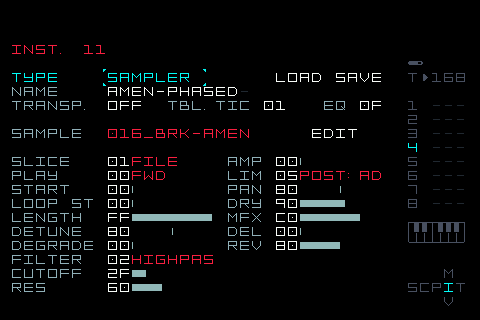 INST. 11
TYPE SAMPLER LOAD SAVE T▶168
NAME AMEN-PHASED-
TRANSP. OFF TBL. TIC 01 EQ 0F 1 ---
2 ---
SAMPLE 016_BRK-AMEN EDIT 3 ---
4 ---
SLICE 01FILE AMP 00 5 ---
PLAY 00FWD LIM 05POST: AD 6 ---
START 00 PAN 80 7 ---
LOOP ST 00 DRY 90 8 ---
LENGTH FF MFX C0
DETUNE 80 DEL 00
DEGRADE 00 REV 80
FILTER 02HIGHPAS
CUTOFF 2F M
RES 60 SCPIT
V